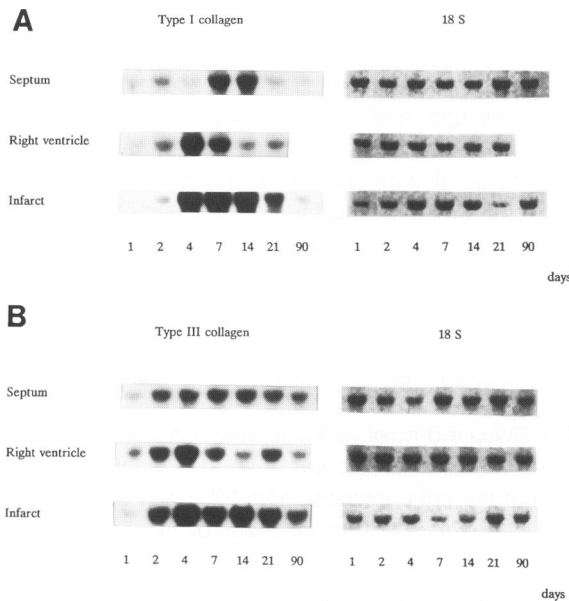 A
Type I collagen 18 S
Septum
Right ventricle
Infarct
1 2 4 7 14 21 90 1 2 4 7 14 21 90
days
B
Type III collagen 18 S
Septum
Right ventricle
Infarct
1 2 4 7 14 21 90 1 2 4 7 14 21 90
days